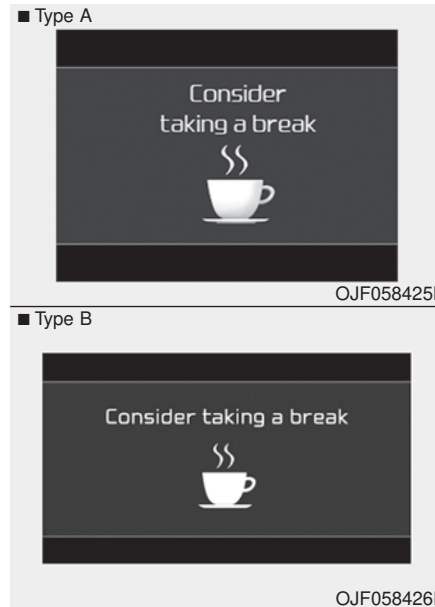 ■ Type A
Consider
taking a break
OJF058425
■ Type B
Consider taking a break
OJF058426